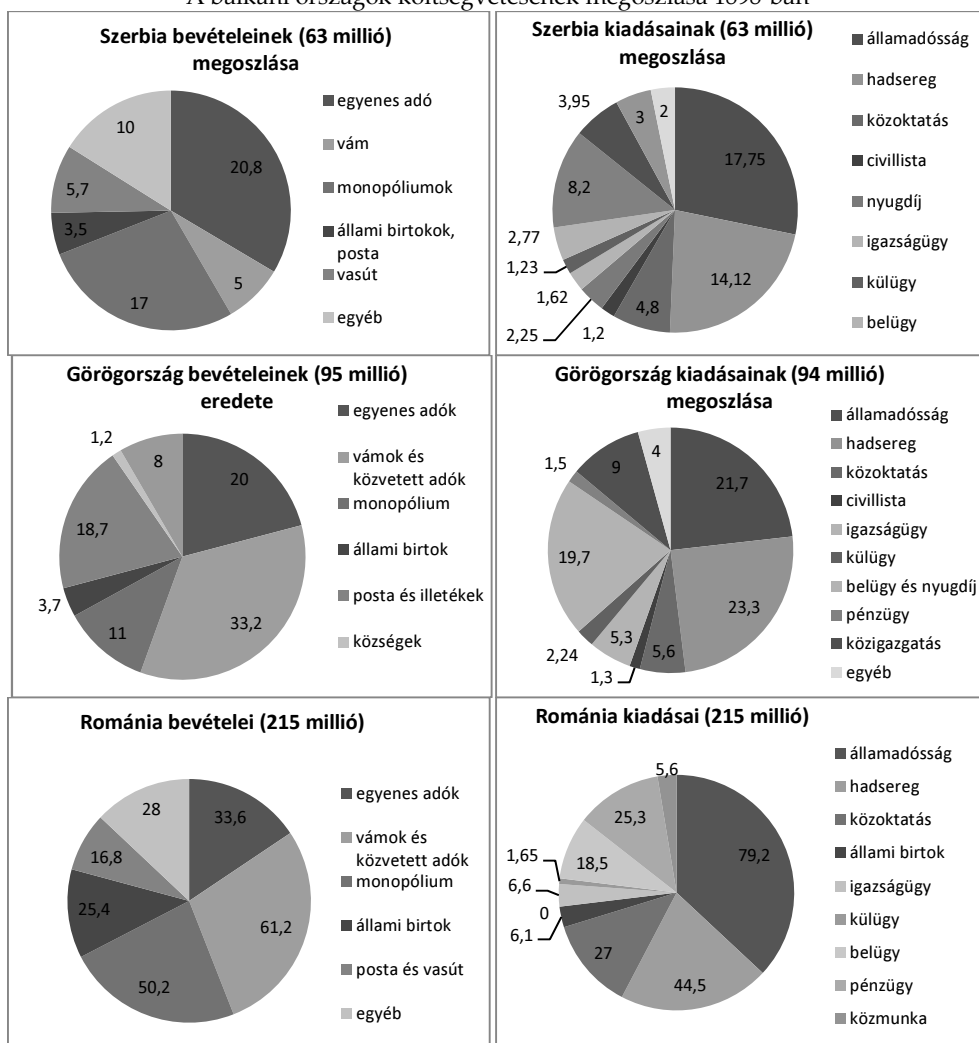 A balkáni országok költségvetésének megoszlása 1898-ban
Szerbia bevételeinek (63 millió)
megoszlása
10
20,8
5,7
3,5
17
5
egyenes adó
vám
monopóliumok
állami birtokok,
posta
vasút
egyéb
Szerbia kiadásainak (63 millió)
megoszlása
3,95
3
2
17,75
8,2
2,77
1,23
14,12
1,62
2,25
1,2
4,8
államadósság
hadsereg
közoktatás
civillista
nyugdíj
igazságügy
külügy
belügy
Görögország bevételeinek (95 millió)
eredete
1,2
8
20
18,7
3,7
11
33,2
egyenes adók
vámok és
közvetett adók
monopólium
állami birtok
posta és illetékek
községek
Görögország kiadásainak (94 millió)
megoszlása
1,5
9
4
21,7
19,7
23,3
2,24
5,3
1,3
5,6
államadósság
hadsereg
közoktatás
civillista
igazságügy
külügy
belügy és nyugdíj
pénzügy
közigazgatás
egyéb
Románia bevételei (215 millió)
28
33,6
16,8
25,4
61,2
50,2
egyenes adók
vámok és
közvetett adók
monopólium
állami birtok
posta és vasút
egyéb
Románia kiadásai (215 millió)
5,6
25,3
79,2
1,65
18,5
6,6
0
6,1
27
44,5
államadósság
hadsereg
közoktatás
állami birtok
igazságügy
külügy
belügy
pénzügy
közmunka